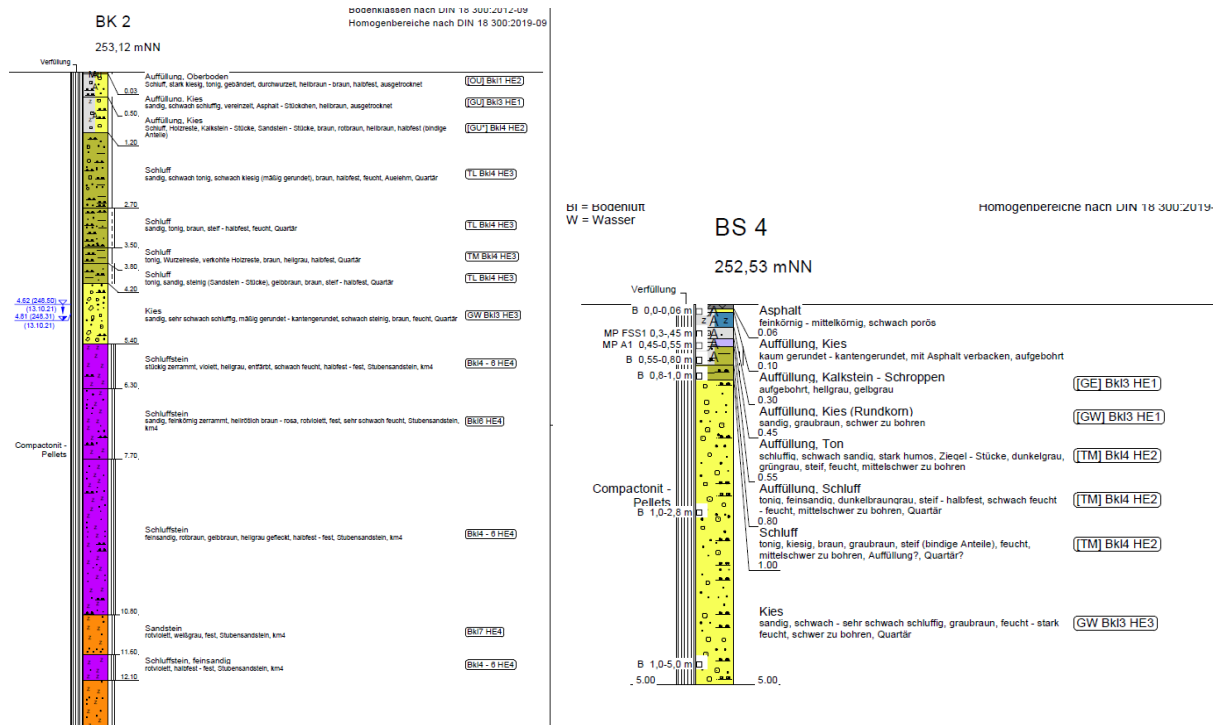 Bodenklassen nach DIN 18 300:2012-09
Homogenbereiche nach DIN 18 300:2019-09
BK 2
253,12 mNN
Verfüllung
Auffüllung, Oberboden
Schluff, stark kiesig, tonig, gebändert, durchwurzelt, hellbraun - braun, halbfest, ausgetrocknet
[OU] Bkl1 HE2
0.03
Auffüllung, Kies
sandig, schwach schluffig, vereinzelt, Asphalt - Stückchen, hellbraun, ausgetrocknet
[GU] Bkl3 HE1
0.50
Auffüllung, Kies
Schluff, Holzreste, Kalkstein - Stücke, Sandstein - Stücke, braun, rotbraun, hellbraun, halbfest (bindige
Anteile)
[GU*] Bkl4 HE2
1.20
Schluff
sandig, schwach tonig, schwach kiesig (mäßig gerundet), braun, halbfest, feucht, Auelehm, Quartär
TL Bkl4 HE3
2.70
Schluff
sandig, tonig, braun, steif - halbfest, feucht, Quartär
TL Bkl4 HE3
3.50
Schluff
tonig, Wurzelreste, verkohlte Holzreste, braun, hellgrau, halbfest, Quartär
TM Bkl4 HE3
3.80
Schluff
tonig, sandig, steinig (Sandstein - Stücke), gelbbraun, braun, steif - halbfest, Quartär
TL Bkl4 HE3
4.20
4.62 (248.50)
(13.10.21)
4.81 (248.31)
(13.10.21)
Kies
sandig, sehr schwach schluffig, mäßig gerundet - kantengerundet, schwach steinig, braun, feucht, Quartär
GW Bkl3 HE3
5.40
Schluffstein
stückig zerrammt, violett, hellgrau, entfärbt, schwach feucht, halbfest - fest, Stubensandstein, km4
Bkl4 - 6 HE4
6.30
Schluffstein
sandig, feinkörnig zerrammt, hellrötlich braun - rosa, rotviolett, fest, sehr schwach feucht, Stubensandstein,
km4
Bkl6 HE4
Compactonit -
Pellets
7.70
Schluffstein
feinsandig, rotbraun, gelbbraun, hellgrau gefleckt, halbfest - fest, Stubensandstein, km4
Bkl4 - 6 HE4
10.80
Sandstein
rotviolett, weißgrau, fest, Stubensandstein, km4
Bkl7 HE4
11.60
Schluffstein, feinsandig
rotviolett, halbfest - fest, Stubensandstein, km4
Bkl4 - 6 HE4
12.10
Bl = Bodenluft
W = Wasser
Homogenbereiche nach DIN 18 300:2019-
BS 4
252,53 mNN
Verfüllung
B 0,0-0,06 m
MP FSS1 0,3-,45 m
MP A1 0,45-0,55 m
B 0,55-0,80 m
B 0,8-1,0 m
Asphalt
feinkörnig - mittelkörnig, schwach porös
0.06
Auffüllung, Kies
kaum gerundet - kantengerundet, mit Asphalt verbacken, aufgebohrt
0.10
Auffüllung, Kalkstein - Schroppen
aufgebohrt, hellgrau, gelbgrau
[GE] Bkl3 HE1
0.30
Auffüllung, Kies (Rundkorn)
sandig, graubraun, schwer zu bohren
[GW] Bkl3 HE1
0.45
Auffüllung, Ton
schluffig, schwach sandig, stark humos, Ziegel - Stücke, dunkelgrau,
grüngrau, steif, feucht, mittelschwer zu bohren
[TM] Bkl4 HE2
0.55
Auffüllung, Schluff
tonig, feinsandig, dunkelbraungrau, steif - halbfest, schwach feucht
- feucht, mittelschwer zu bohren, Quartär
[TM] Bkl4 HE2
0.80
Schluff
tonig, kiesig, braun, graubraun, steif (bindige Anteile), feucht,
mittelschwer zu bohren, Auffüllung?, Quartär?
[TM] Bkl4 HE2
1.00
Compactonit -
Pellets
B 1,0-2,8 m
Kies
sandig, schwach - sehr schwach schluffig, graubraun, feucht - stark
feucht, schwer zu bohren, Quartär
GW Bkl3 HE3
B 1,0-5,0 m
5.00
5.00